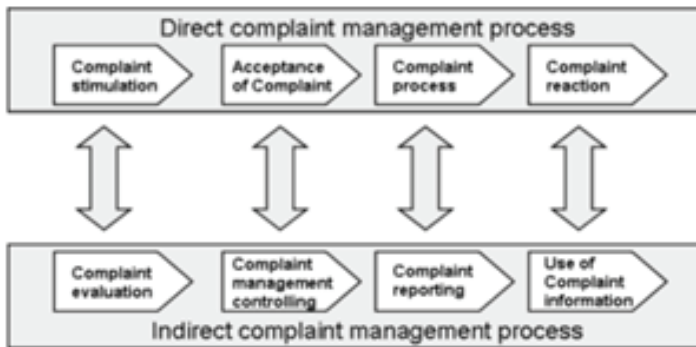 Direct complaint management process
Complaint
stimulation
Acceptance
of Complaint
Complaint
process
Complaint
reaction
Complaint
evaluation
Complaint
management
controlling
Complaint
reporting
Use of
Complaint
information
Indirect complaint management process